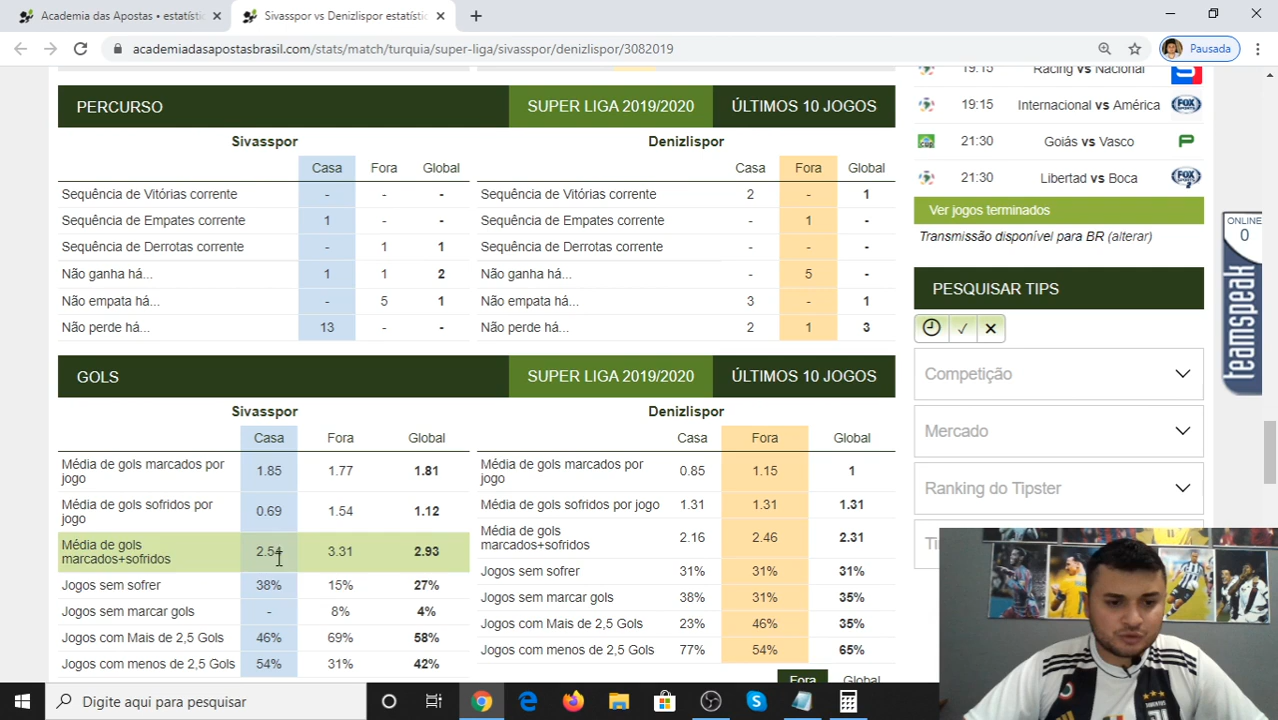 Academia das Apostas • estatísti
Sivasspor vs Denizlispor estatístic
academiadasapostasbrasil.com/stats/match/turquia/super-liga/sivasspor/denizlispor/3082019
Pausada
PERCURSO
SUPER LIGA 2019/2020
ÚLTIMOS 10 JOGOS
Sivasspor
Denizlispor
Casa Fora Global
Casa Fora Global
Sequência de Vitórias corrente - - -
Sequência de Vitórias corrente 2 - 1
Sequência de Empates corrente 1 - -
Sequência de Empates corrente - 1 -
Sequência de Derrotas corrente - 1 1
Sequência de Derrotas corrente - - -
Não ganha há... 1 1 2
Não ganha há... - 5 -
Não empata há... - 5 1
Não empata há... 3 - 1
Não perde há... 13 - -
Não perde há... 2 1 3
GOLS
SUPER LIGA 2019/2020
ÚLTIMOS 10 JOGOS
Sivasspor
Denizlispor
Casa Fora Global
Casa Fora Global
Média de gols marcados por
jogo 1.85 1.77 1.81
Média de gols marcados por
jogo 0.85 1.15 1
Média de gols sofridos por
jogo 0.69 1.54 1.12
Média de gols sofridos por jogo 1.31 1.31 1.31
Média de gols
marcados+sofridos 2.54 3.31 2.93
Média de gols
marcados+sofridos 2.16 2.46 2.31
Jogos sem sofrer 38% 15% 27%
Jogos sem sofrer 31% 31% 31%
Jogos sem marcar gols - 8% 4%
Jogos sem marcar gols 38% 31% 35%
Jogos com Mais de 2,5 Gols 46% 69% 58%
Jogos com Mais de 2,5 Gols 23% 46% 35%
Jogos com menos de 2,5 Gols 54% 31% 42%
Jogos com menos de 2,5 Gols 77% 54% 65%
Fora Global
19:15 Racing vs Nacional
19:15 Internacional vs América FOX
21:30 Goiás vs Vasco P
21:30 Libertad vs Boca FOX
Ver jogos terminados
Transmissão disponível para BR (alterar)
PESQUISAR TIPS
Competição
Mercado
Ranking do Tipster
ONLINE
0
teamspeak
Digite aqui para pesquisar